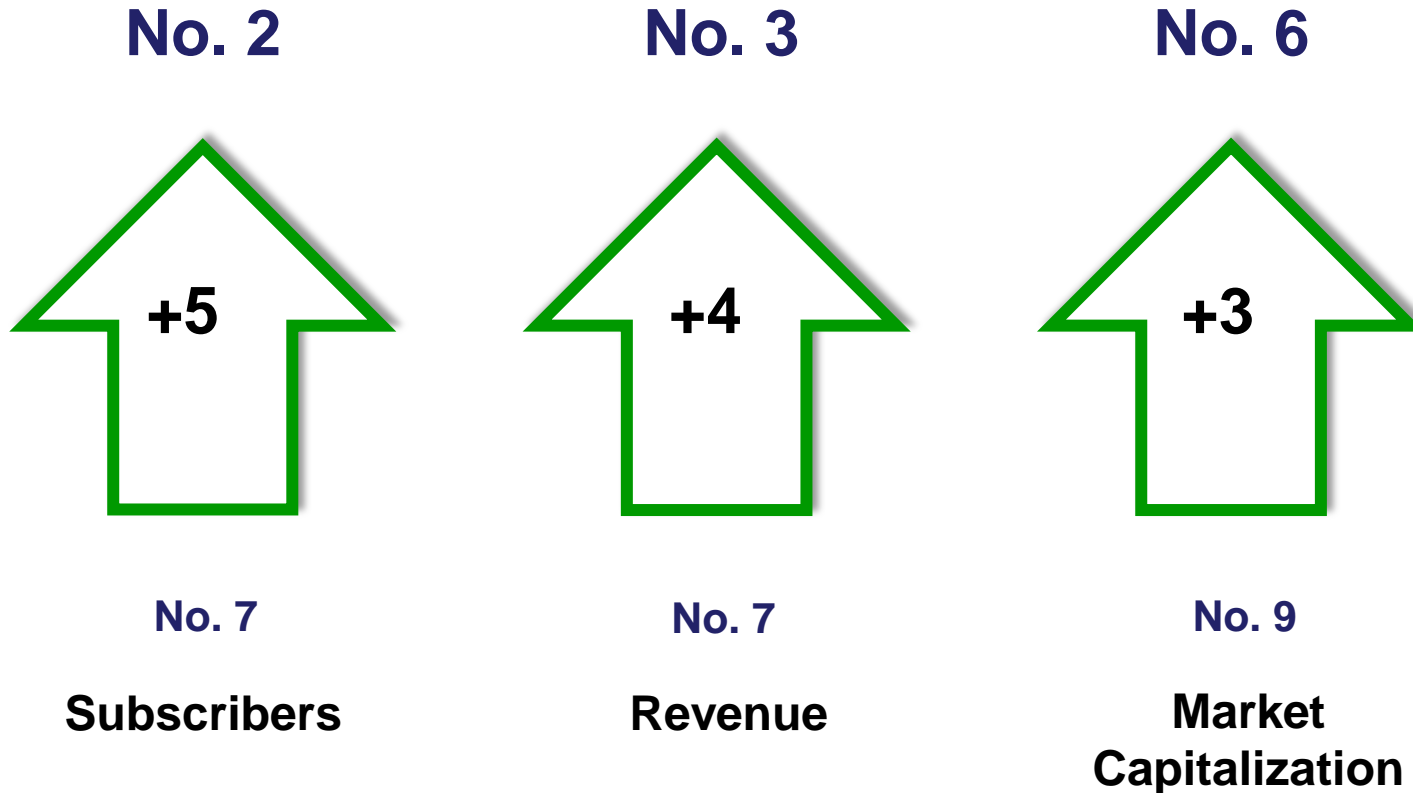 No. 2
No. 3
No. 6
+5
+4
+3
No. 7
No. 7
No. 9
Subscribers
Revenue
Market
Capitalization